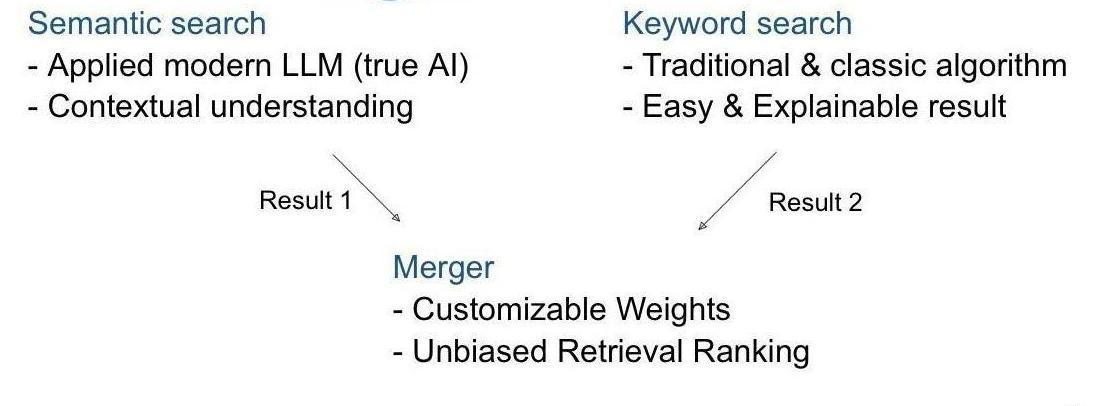 Semantic search
- Applied modern LLM (true AI)
- Contextual understanding
Keyword search
- Traditional & classic algorithm
- Easy & Explainable result
Result 1
Result 2
Merger
- Customizable Weights
- Unbiased Retrieval Ranking